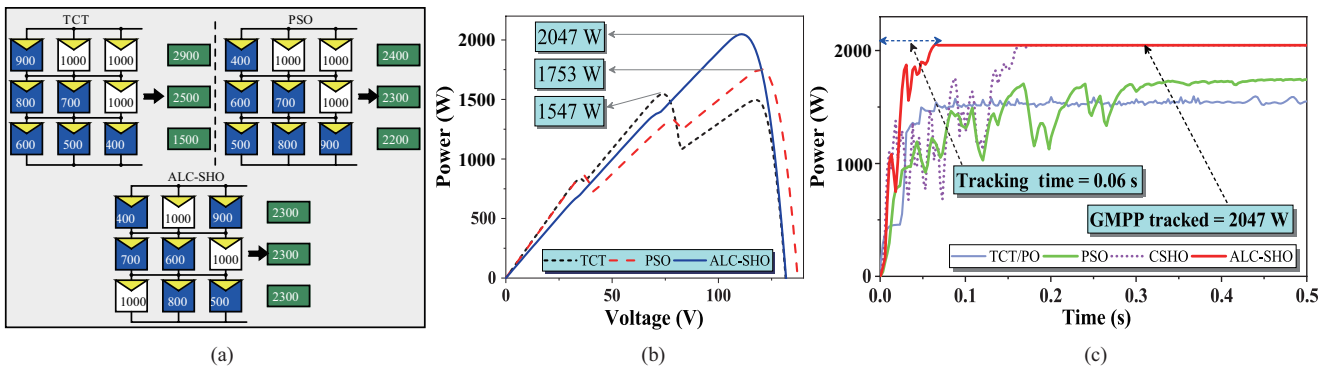 TCT
PSO
900 1000 1000 2900
400 1000 1000 2400
800 700 1000 2500
600 700 1000 2300
600 500 400 1500
500 800 900 2200
ALC-SHO
400 1000 900 2300
700 600 1000 2300
1000 800 500 2300
(a)
Power (W)
2000
1500
1000
500
0
2047 W
1753 W
1547 W
TCT PSO ALC-SHO
0 50 100
Voltage (V)
(b)
Power (W)
2000
1000
0
Tracking time = 0.06 s
GMPP tracked = 2047 W
TCT/PO PSO CSHO ALC-SHO
0.0 0.1 0.2 0.3 0.4 0.5
Time (s)
(c)